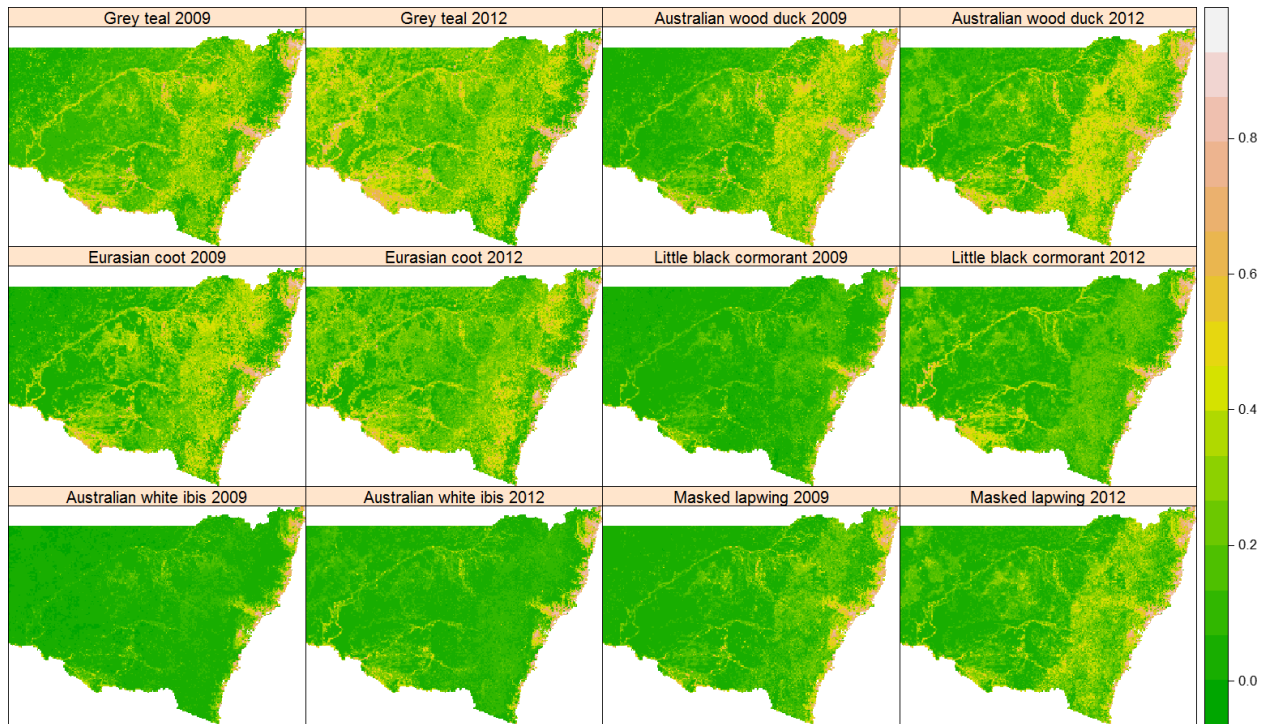 Grey teal 2009
Grey teal 2012
Australian wood duck 2009
Australian wood duck 2012
Eurasian coot 2009
Eurasian coot 2012
Little black cormorant 2009
Little black cormorant 2012
Australian white ibis 2009
Australian white ibis 2012
Masked lapwing 2009
Masked lapwing 2012
0.8
0.6
0.4
0.2
0.0